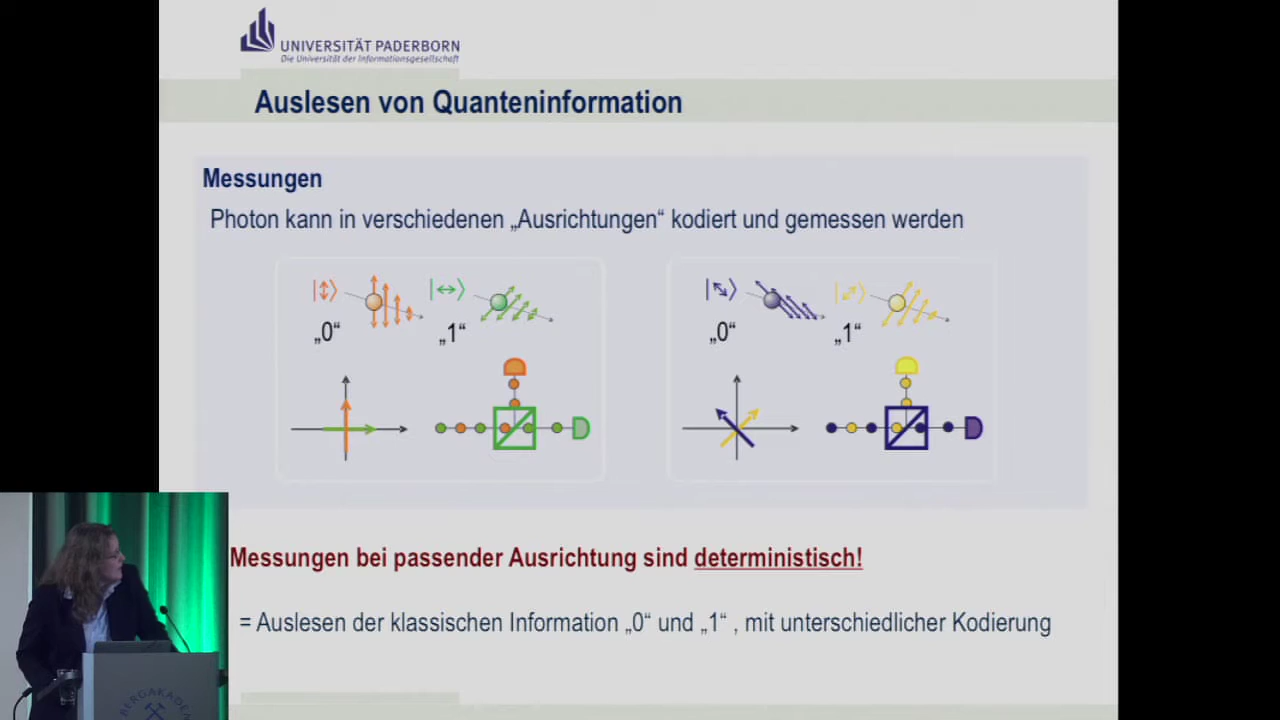 UNIVERSITÄT PADERBORN
Die Universität der Informationsgesellschaft
Auslesen von Quanteninformation
Messungen
Photon kann in verschiedenen „Ausrichtungen“ kodiert und gemessen werden
|↕⟩ |↔⟩ |⤡⟩ |⤢⟩
„0“ „1“ „0“ „1“
Messungen bei passender Ausrichtung sind deterministisch!
= Auslesen der klassischen Information „0“ und „1“ , mit unterschiedlicher Kodierung
BERGAKADEM